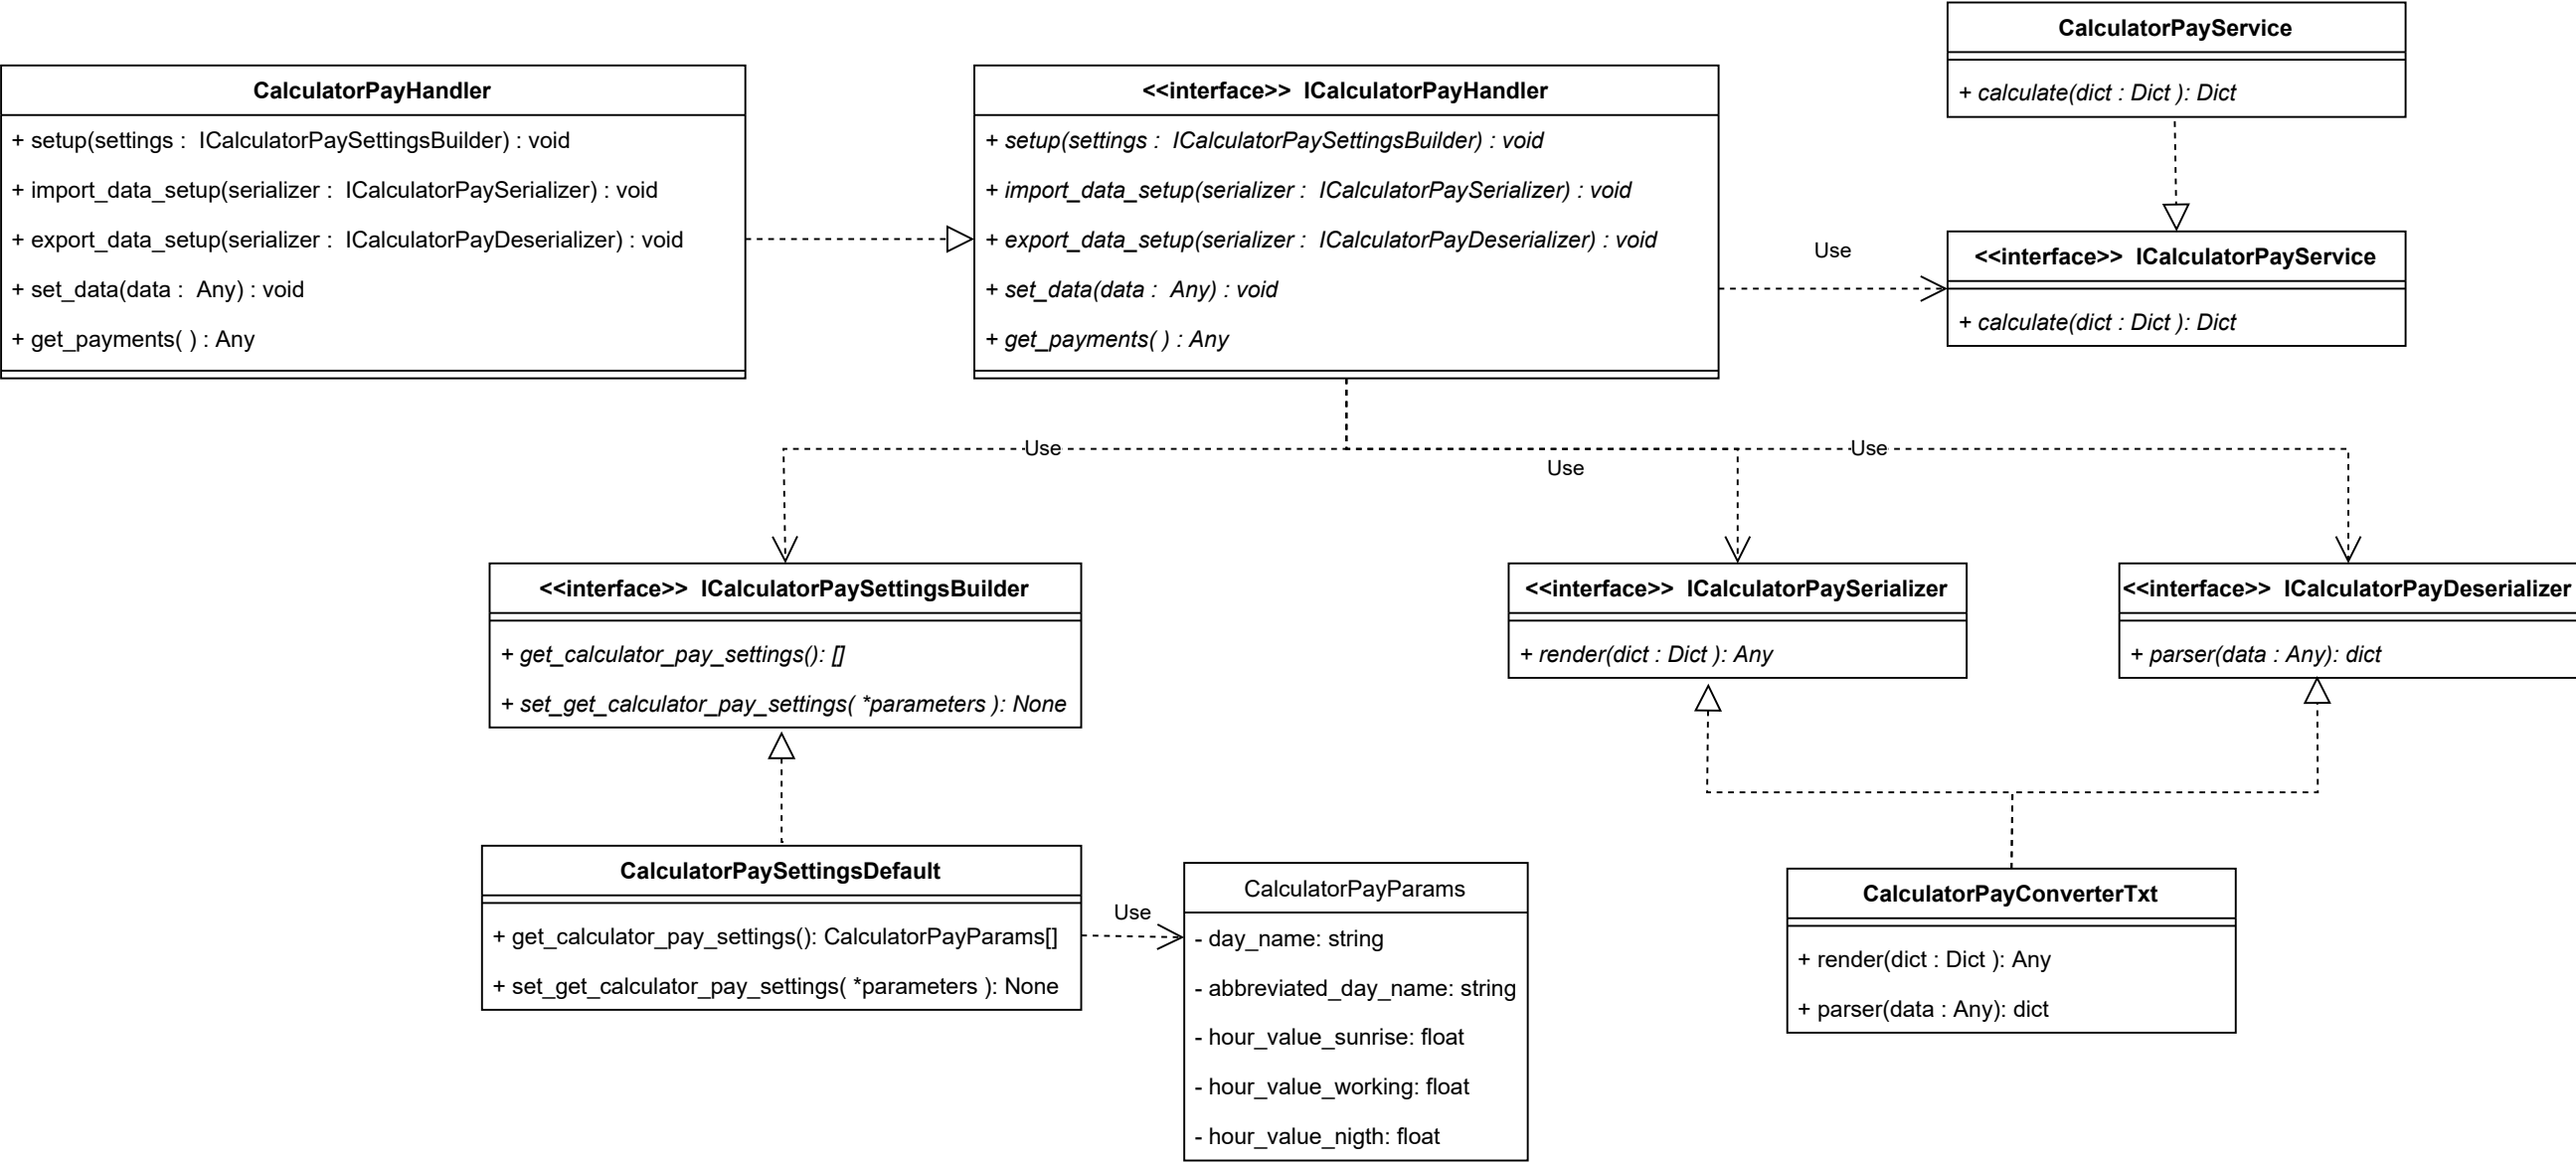 CalculatorPayService
+ calculate(dict : Dict ): Dict
CalculatorPayHandler
+ setup(settings :  ICalculatorPaySettingsBuilder) : void
+ import_data_setup(serializer :  ICalculatorPaySerializer) : void
+ export_data_setup(serializer :  ICalculatorPayDeserializer) : void
+ set_data(data :  Any) : void
+ get_payments( ) : Any
<<interface>>  ICalculatorPayHandler
+ setup(settings :  ICalculatorPaySettingsBuilder) : void
+ import_data_setup(serializer :  ICalculatorPaySerializer) : void
+ export_data_setup(serializer :  ICalculatorPayDeserializer) : void
+ set_data(data :  Any) : void
+ get_payments( ) : Any
Use
<<interface>>  ICalculatorPayService
+ calculate(dict : Dict ): Dict
Use
Use
Use
<<interface>>  ICalculatorPaySettingsBuilder
+ get_calculator_pay_settings(): []
+ set_get_calculator_pay_settings( *parameters ): None
<<interface>>  ICalculatorPaySerializer
+ render(dict : Dict ): Any
<<interface>>  ICalculatorPayDeserializer
+ parser(data : Any): dict
CalculatorPaySettingsDefault
+ get_calculator_pay_settings(): CalculatorPayParams[]
+ set_get_calculator_pay_settings( *parameters ): None
Use
CalculatorPayParams
- day_name: string
- abbreviated_day_name: string
- hour_value_sunrise: float
- hour_value_working: float
- hour_value_nigth: float
CalculatorPayConverterTxt
+ render(dict : Dict ): Any
+ parser(data : Any): dict